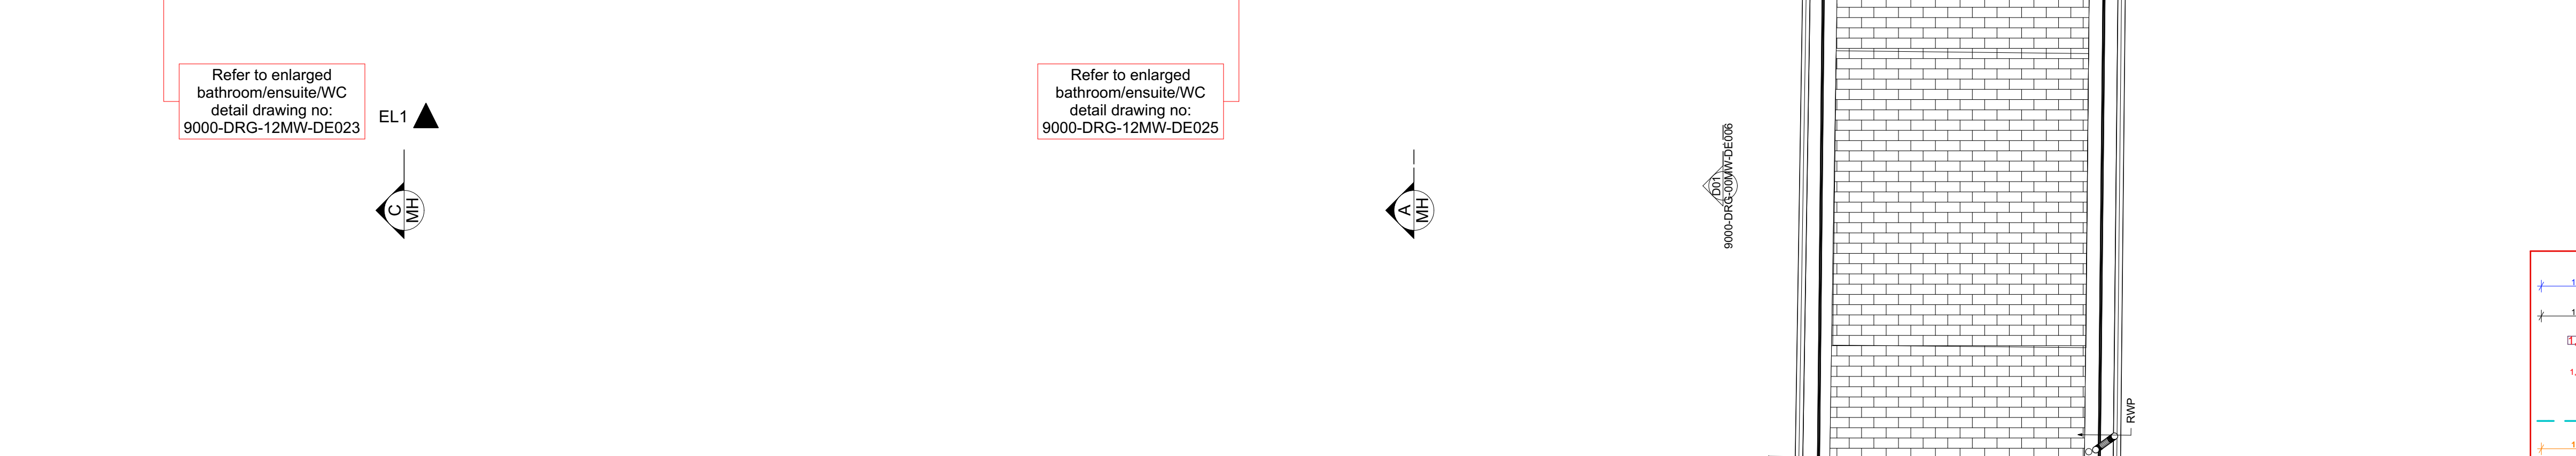 Refer to enlarged
bathroom/ensuite/WC
detail drawing no:
9000-DRG-12MW-DE023
EL1
C
MH
Refer to enlarged
bathroom/ensuite/WC
detail drawing no:
9000-DRG-12MW-DE025
A
MH
D01
9000-DRG-00MW-DE006
RWP